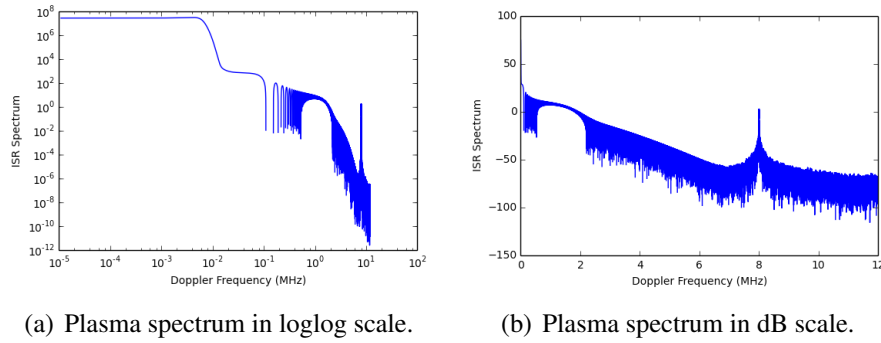 10^8
10^6
10^4
10^2
10^0
10^-2
10^-4
10^-6
10^-8
10^-10
10^-12
ISR Spectrum
10^-5 10^-4 10^-3 10^-2 10^-1 10^0 10^1 10^2
Doppler Frequency (MHz)
(a) Plasma spectrum in loglog scale.
100
50
0
−50
−100
−150
ISR Spectrum
0 2 4 6 8 10 12
Doppler Frequency (MHz)
(b) Plasma spectrum in dB scale.